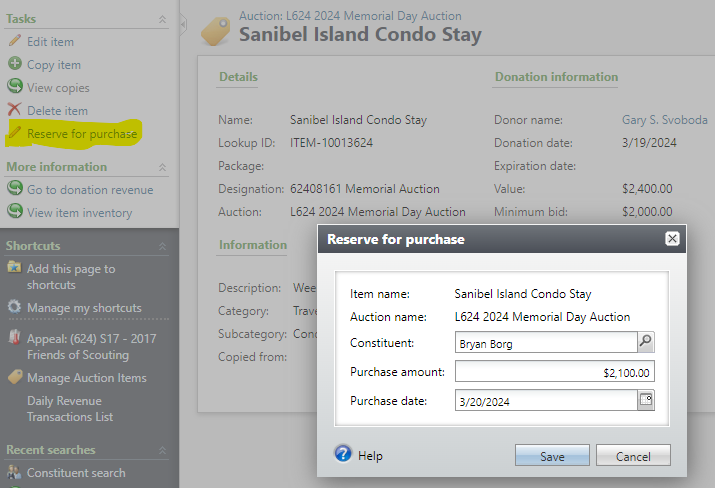 Tasks
Edit item
Copy item
View copies
Delete item
Reserve for purchase
More information
Go to donation revenue
View item inventory
Shortcuts
Add this page to
shortcuts
Manage my shortcuts
Appeal: (624) S17 - 2017
Friends of Scouting
Manage Auction Items
Daily Revenue
Transactions List
Recent searches
Constituent search
Auction: L624 2024 Memorial Day Auction
Sanibel Island Condo Stay
Details
Name: Sanibel Island Condo Stay
Lookup ID: ITEM-10013624
Package:
Designation: 62408161 Memorial Auction
Auction: L624 2024 Memorial Day Auction
Donation information
Donor name: Gary S. Svoboda
Donation date: 3/19/2024
Expiration date:
Value: $2,400.00
Minimum bid: $2,000.00
Information
Description: Wee
Category: Trave
Subcategory: Con
Copied from:
Reserve for purchase
Item name: Sanibel Island Condo Stay
Auction name: L624 2024 Memorial Day Auction
Constituent: Bryan Borg
Purchase amount: $2,100.00
Purchase date: 3/20/2024
? Help
Save
Cancel